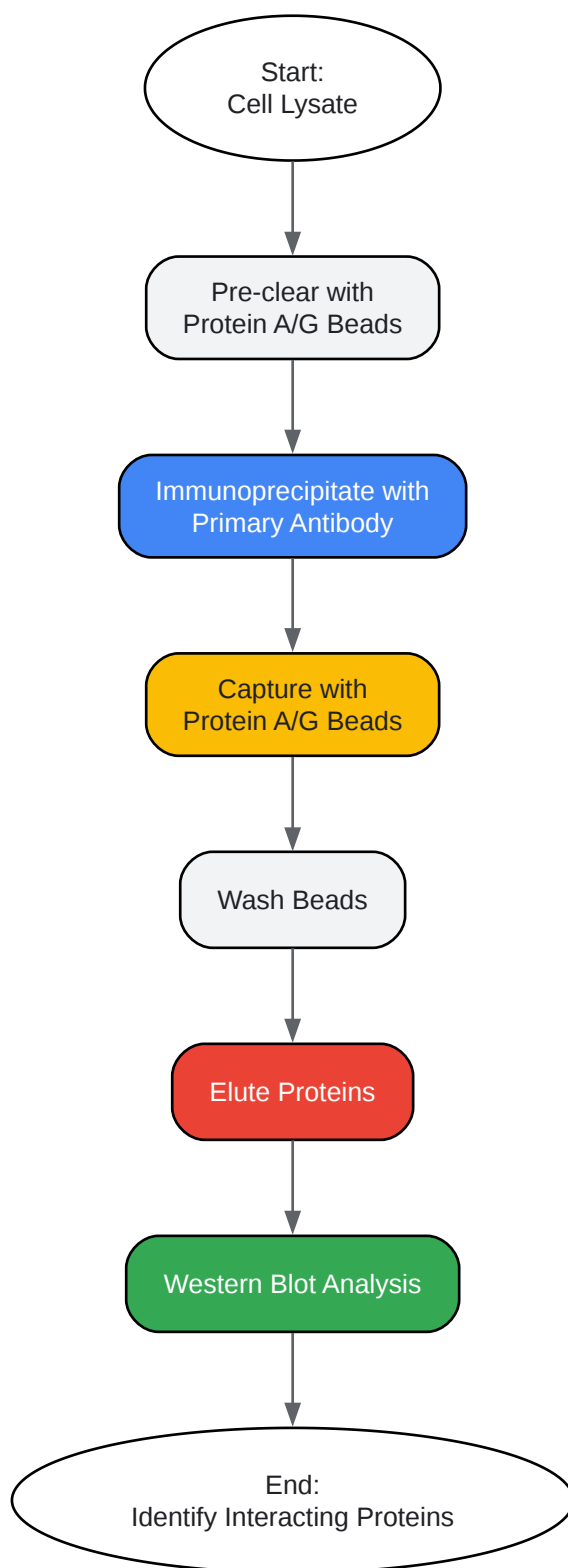 Start:
Cell Lysate
Pre-clear with
Protein A/G Beads
Immunoprecipitate with
Primary Antibody
Capture with
Protein A/G Beads
Wash Beads
Elute Proteins
Western Blot Analysis
End:
Identify Interacting Proteins